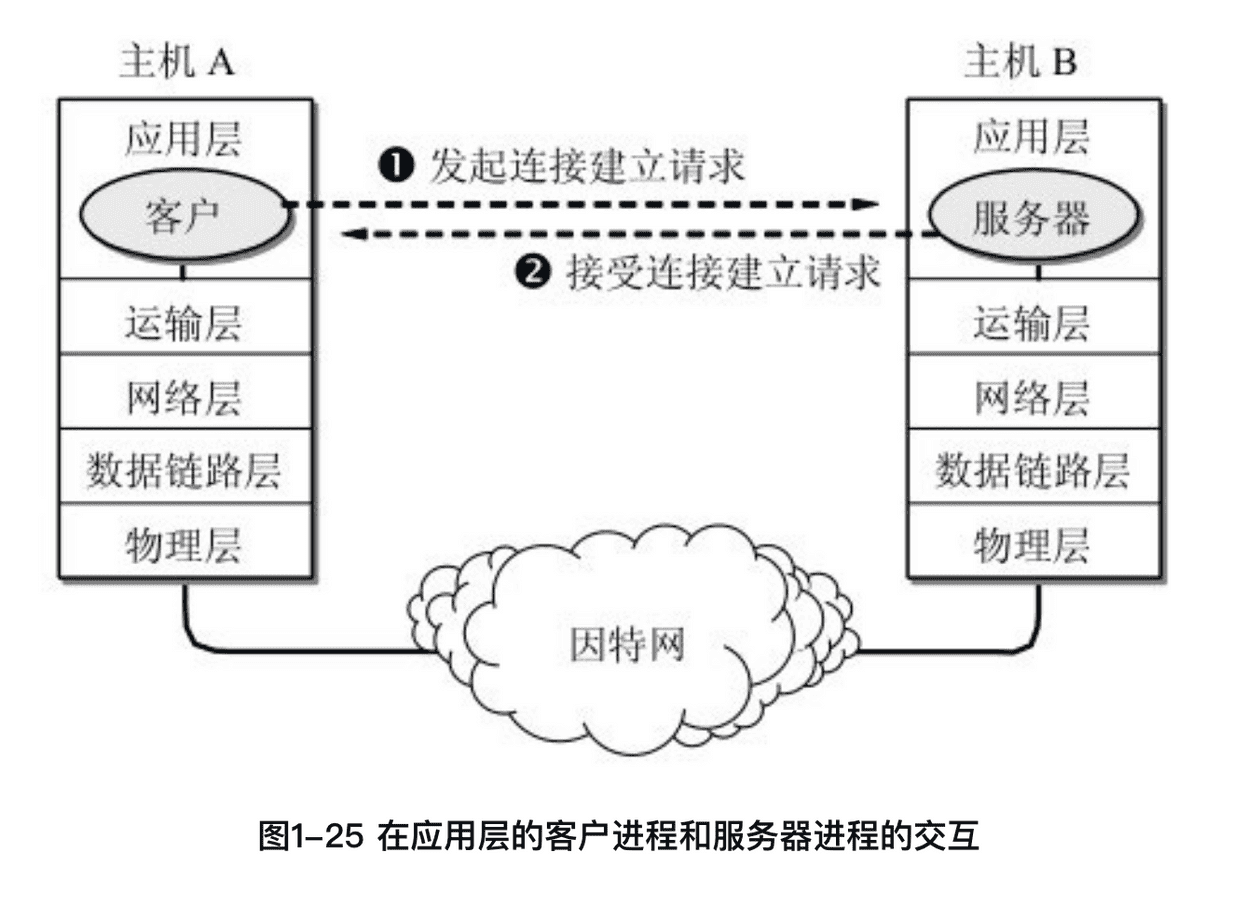 主机 A
应用层
客户
运输层
网络层
数据链路层
物理层
❶ 发起连接建立请求
❷ 接受连接建立请求
主机 B
应用层
服务器
运输层
网络层
数据链路层
物理层
因特网
图1-25 在应用层的客户进程和服务器进程的交互